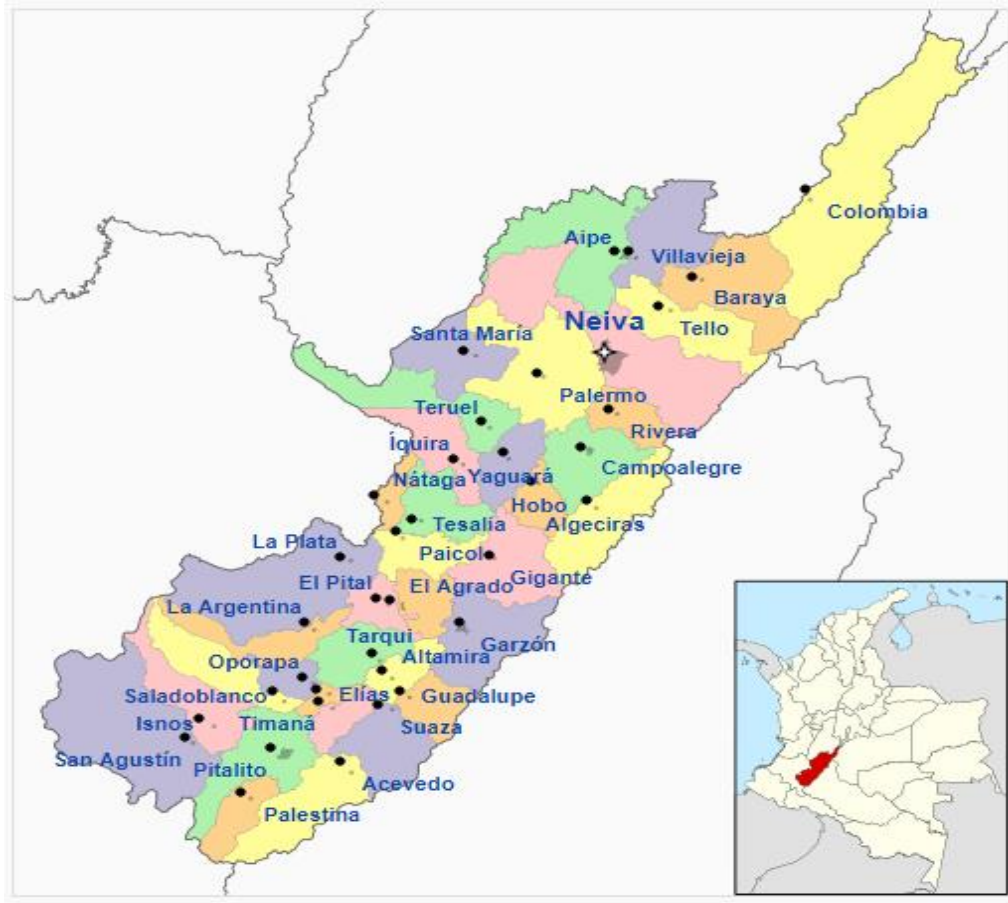 Colombia
Aipe
Villavieja
Baraya
Neiva
Tello
Santa María
Palermo
Teruel
Rivera
Íquira
Yaguará
Campoalegre
Nátaga
Hobo
Tesalia
Algeciras
La Plata
Paicol
El Pital
El Agrado
Gigante
La Argentina
Tarqui
Garzón
Altamira
Oporapa
Saladoblanco
Elías
Guadalupe
Isnos
Timaná
Suaza
San Agustín
Pitalito
Acevedo
Palestina